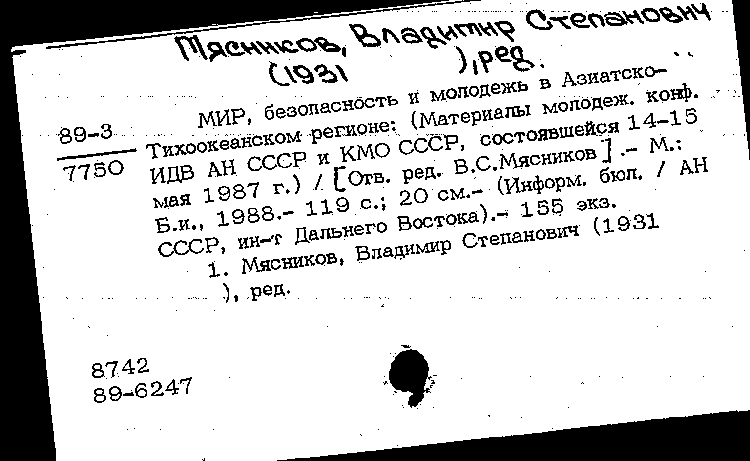 Мясников, Владимир Степанович
(1931 ), ред.
89-3
7750
МИР, безопасность и молодежь в Азиатско-
Тихоокеанском регионе: (Материалы молодеж. конф.
ИДВ АН СССР и КМО СССР, состоявшейся 14-15
мая 1987 г.) / [Отв. ред. В.С.Мясников].- М.:
Б.и., 1988.- 119 с.; 20 см.- (Информ. бюл. / АН
СССР, ин-т Дальнего Востока).- 155 экз.
1. Мясников, Владимир Степанович (1931
), ред.
8742
89-6247